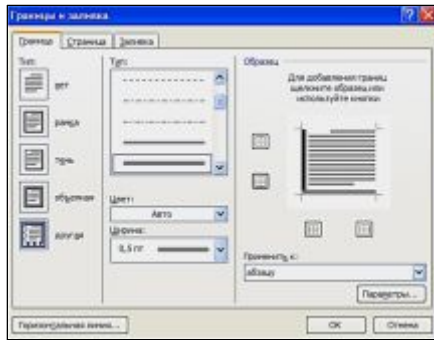 Границы и заливка
Граница
Страница
Заливка
Тип:
нет
рамка
тень
объемная
другая
Тип:
Цвет:
Авто
Ширина:
0,5 пт
Образец
Для добавления границ
щелкните образец или
используйте кнопки
Применить к:
абзацу
Параметры...
Горизонтальная линия...
ОК
Отмена